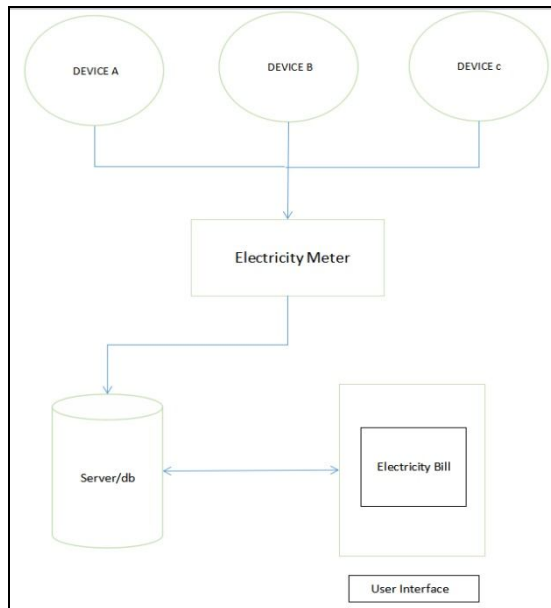 DEVICE A
DEVICE B
DEVICE c
Electricity Meter
Server/db
Electricity Bill
User Interface